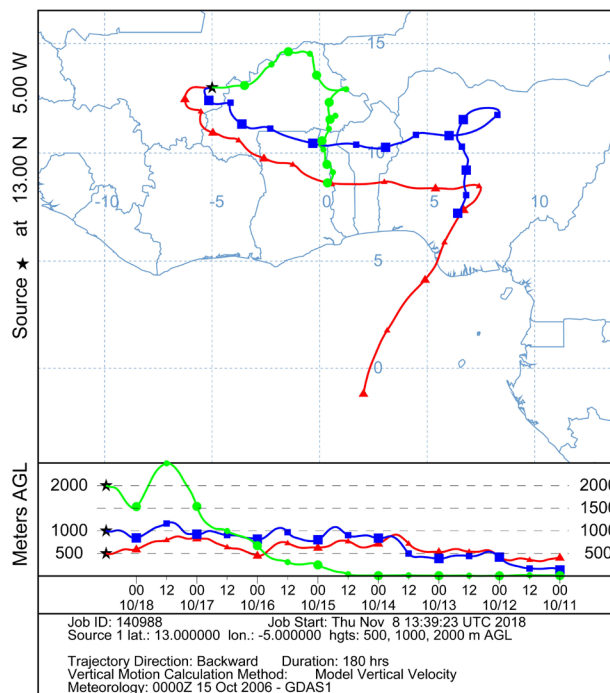 Source ★ at 13.00 N 5.00 W
15
10
-10 -5 0 5 10
5
0
Meters AGL
2000 2000
1500
1000 1000
500 500
00 12 00 12 00 12 00 12 00 12 00 12 00 12 00
10/18 10/17 10/16 10/15 10/14 10/13 10/12 10/11
Job ID: 140988 Job Start: Thu Nov 8 13:39:23 UTC 2018
Source 1 lat.: 13.000000 lon.: -5.000000 hgts: 500, 1000, 2000 m AGL
Trajectory Direction: Backward Duration: 180 hrs
Vertical Motion Calculation Method: Model Vertical Velocity
Meteorology: 0000Z 15 Oct 2006 - GDAS1